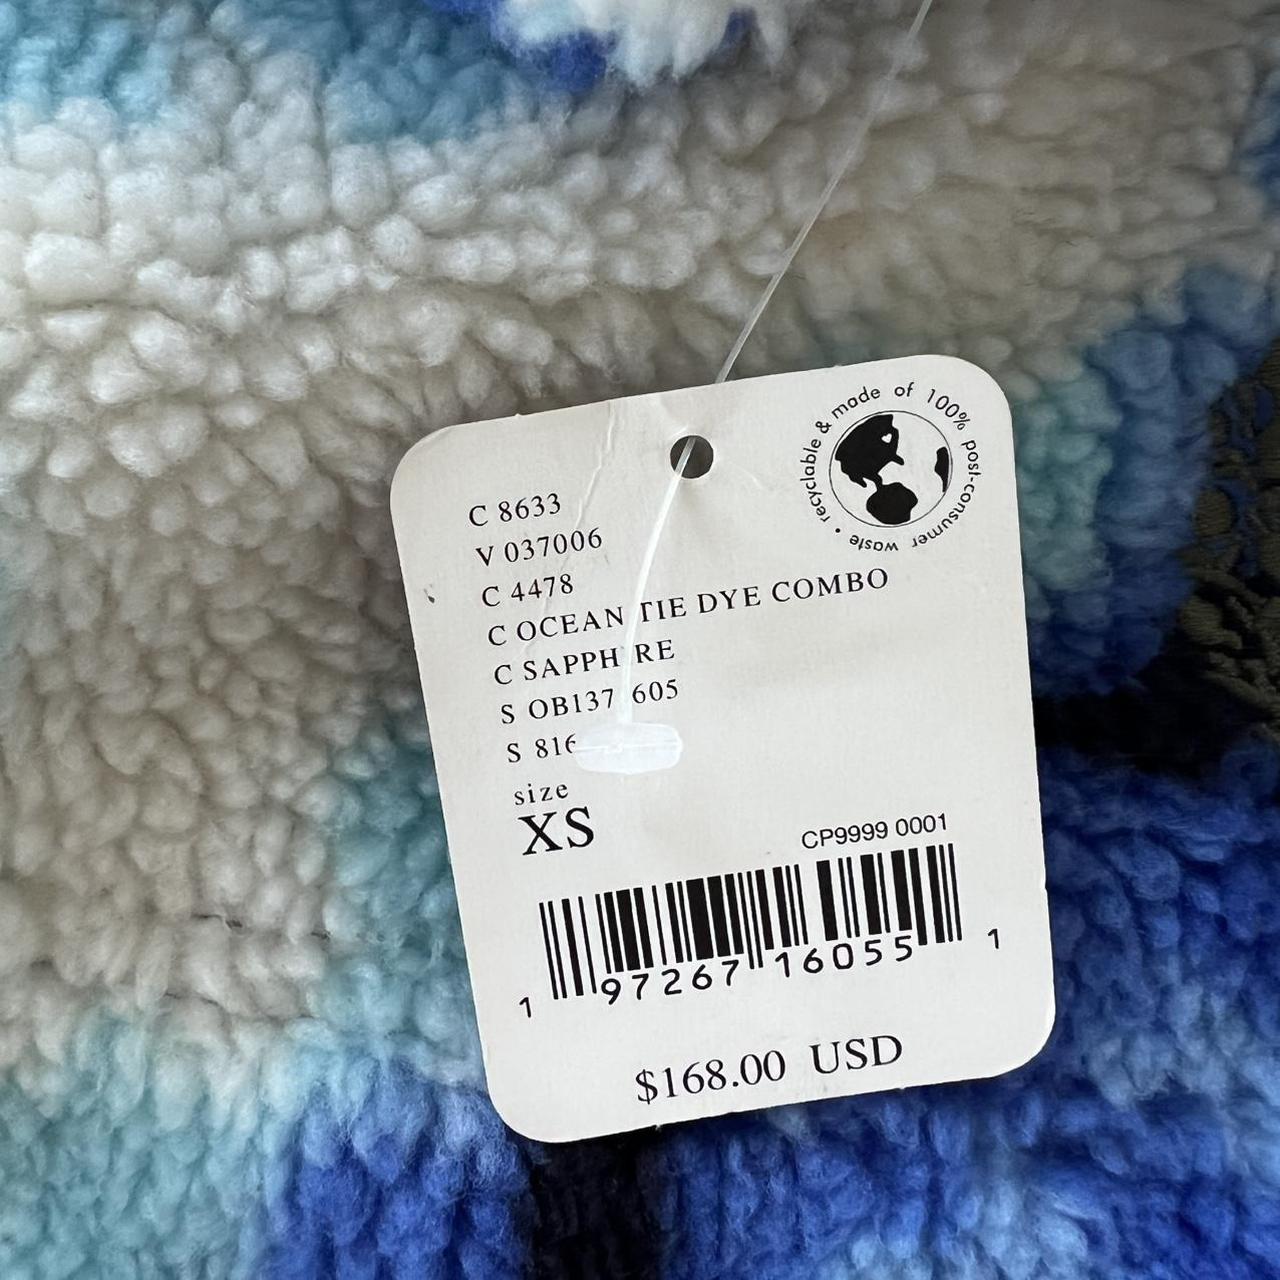 recyclable & made of 100% post-consumer waste •
C 8633
V 037006
C 4478
C OCEAN TIE DYE COMBO
C SAPPHIRE
S OB137 605
S
size
XS
CP9999 0001
1 97267 16055 1
$168.00 USD